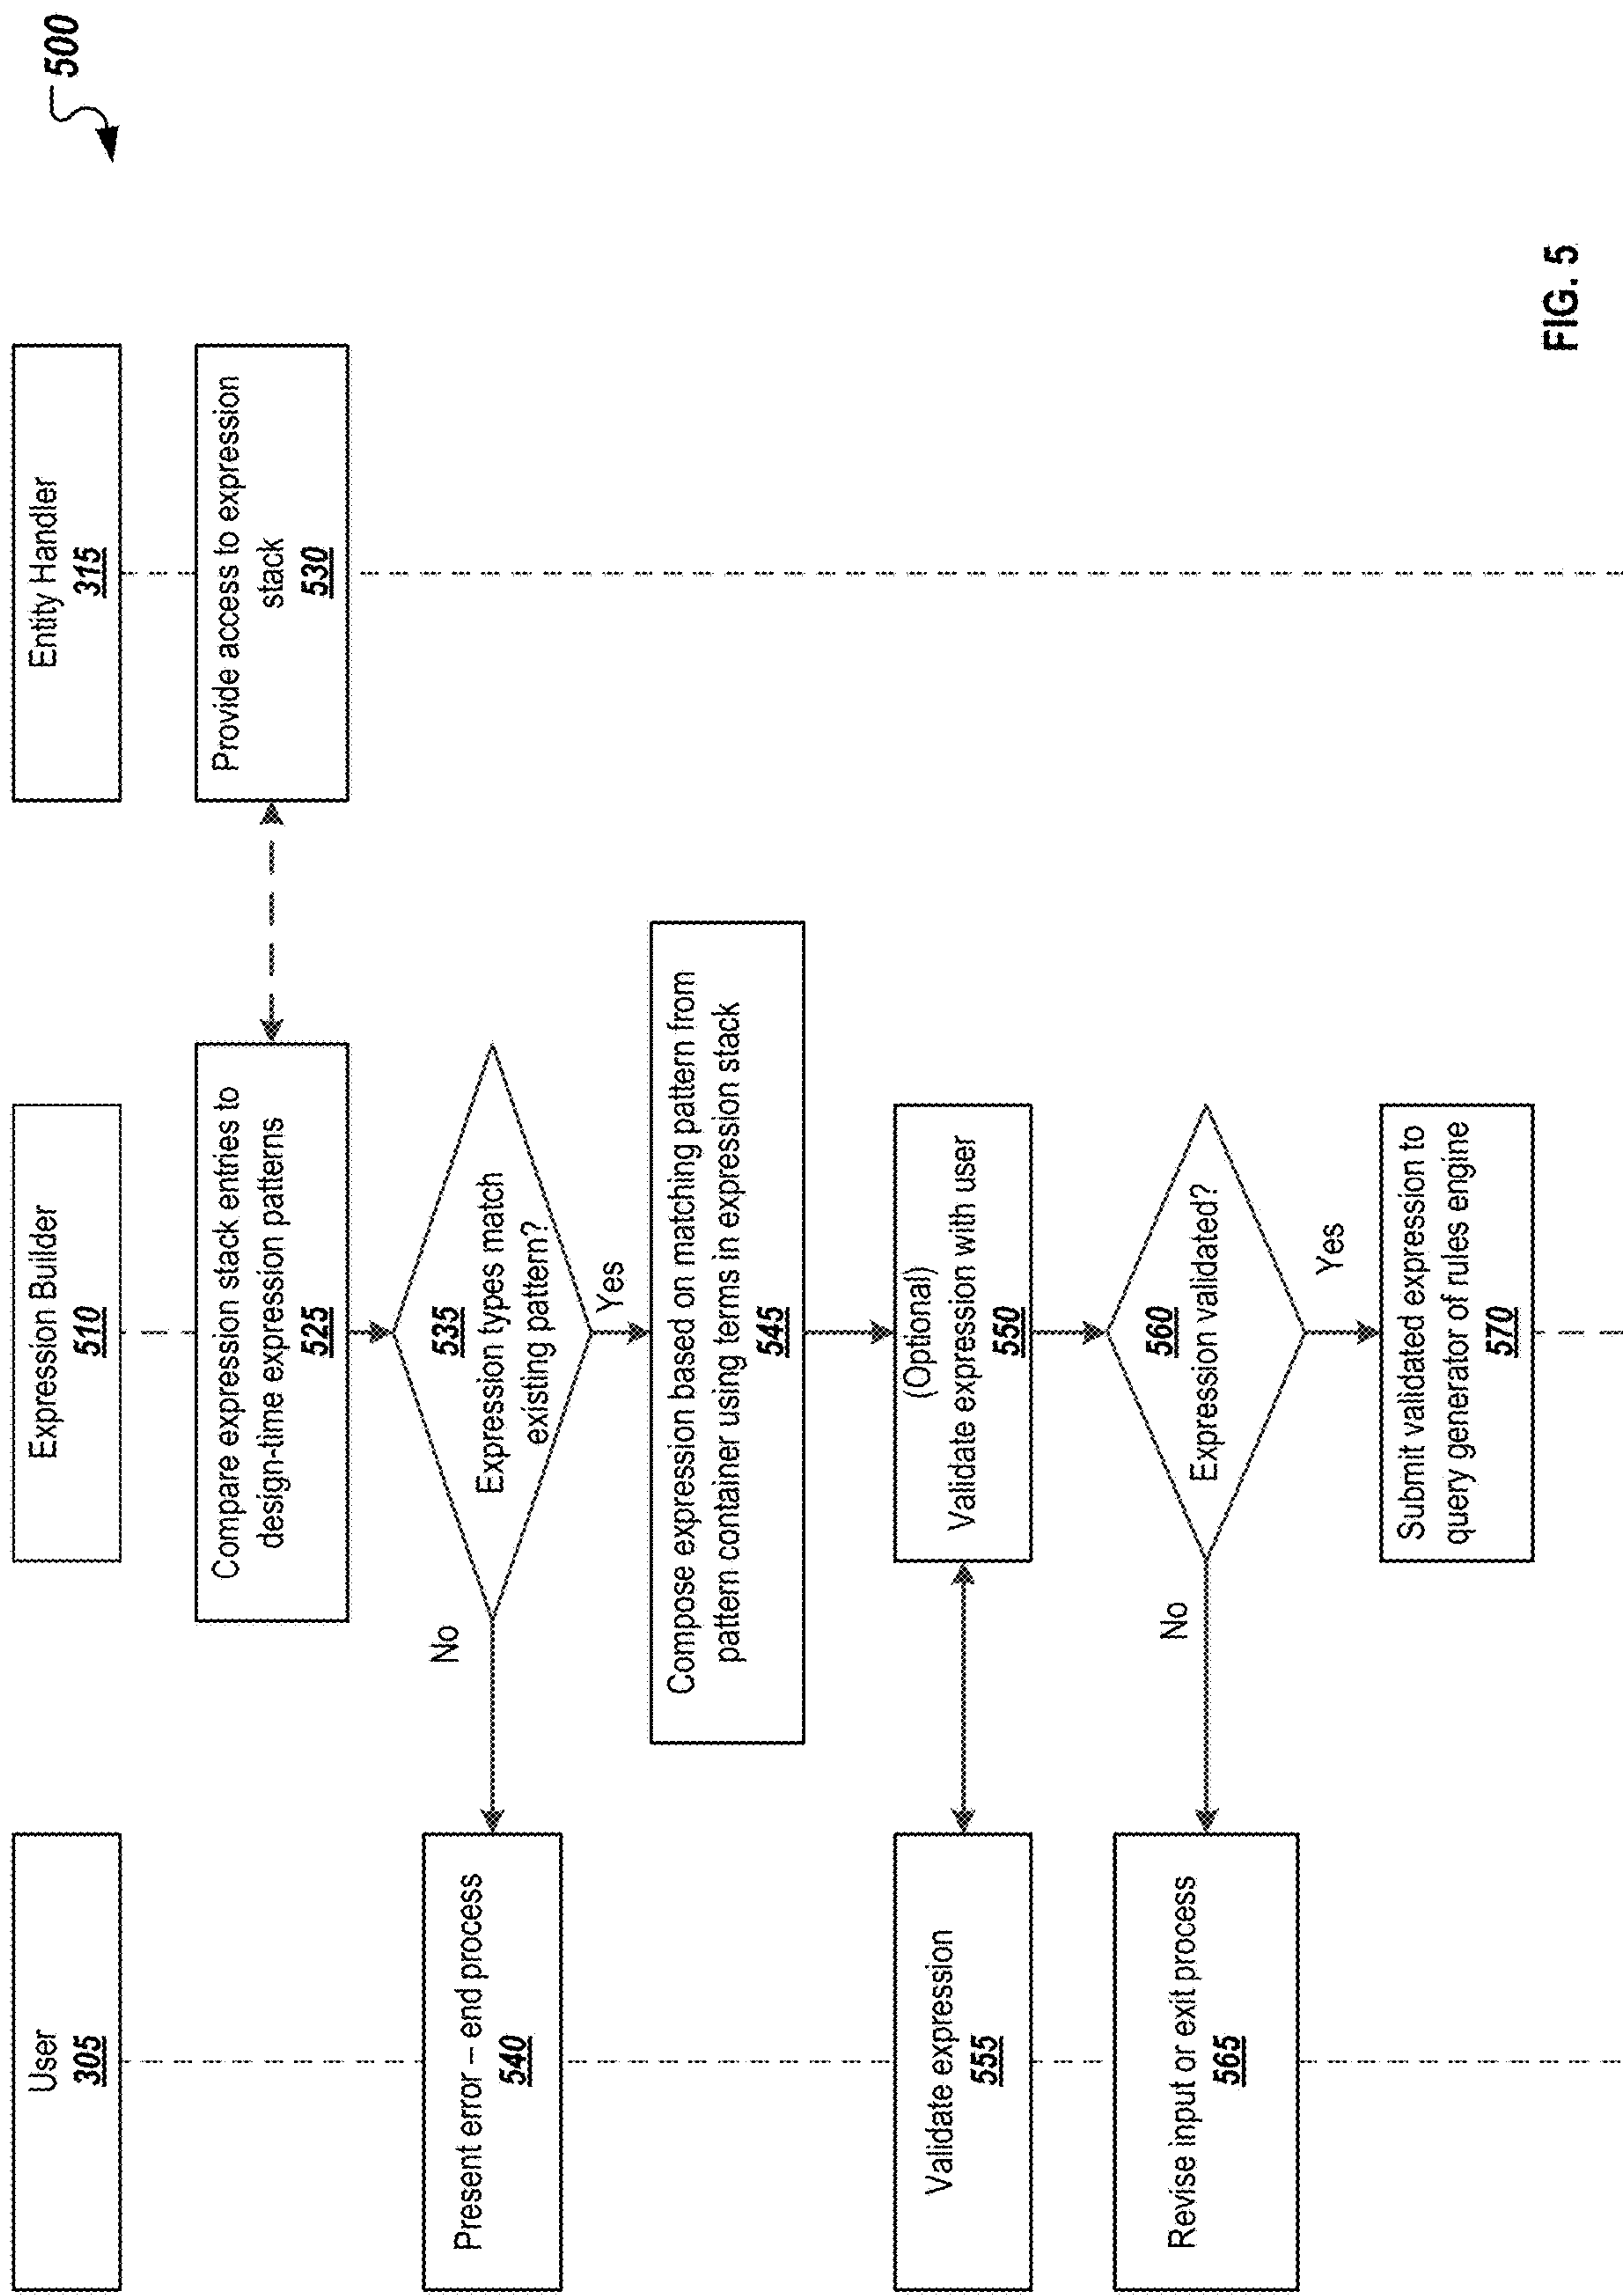 500
User
305
Expression Builder
510
Entity Handler
315
Compare expression stack entries to
design-time expression patterns
525
Provide access to expression
stack
530
535
Expression types match
existing pattern?
No
Yes
Present error – end process
540
Compose expression based on matching pattern from
pattern container using terms in expression stack
545
(Optional)
Validate expression with user
550
Validate expression
555
560
Expression validated?
No
Yes
Revise input or exit process
565
Submit validated expression to
query generator of rules engine
570
FIG. 5